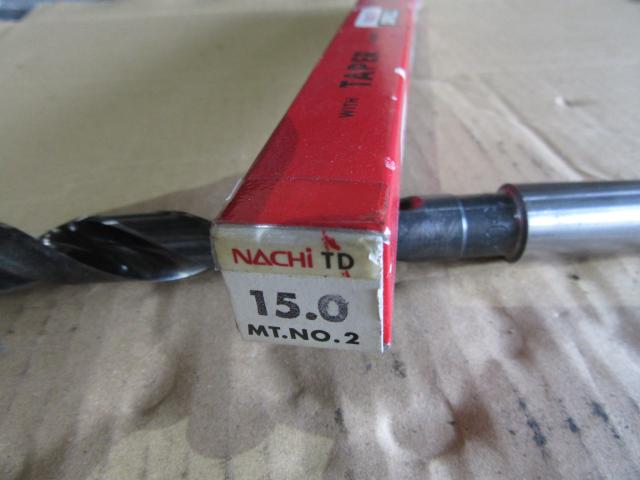 WITH TAPER
NACHi TD
15.0
MT.NO.2